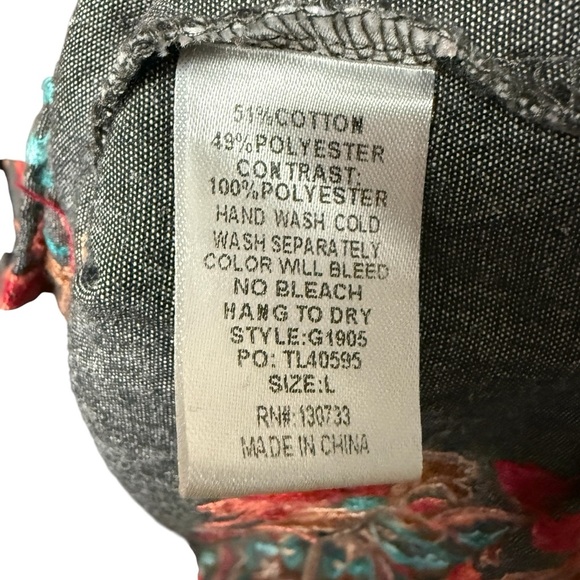 51%COTTON
49%POLYESTER
CONTRAST:
100%POLYESTER
HAND WASH COLD
WASH SEPARATELY
COLOR WILL BLEED
NO BLEACH
HANG TO DRY
STYLE:G1905
PO: TL40595
SIZE:L
RN#:130733
MADE IN CHINA